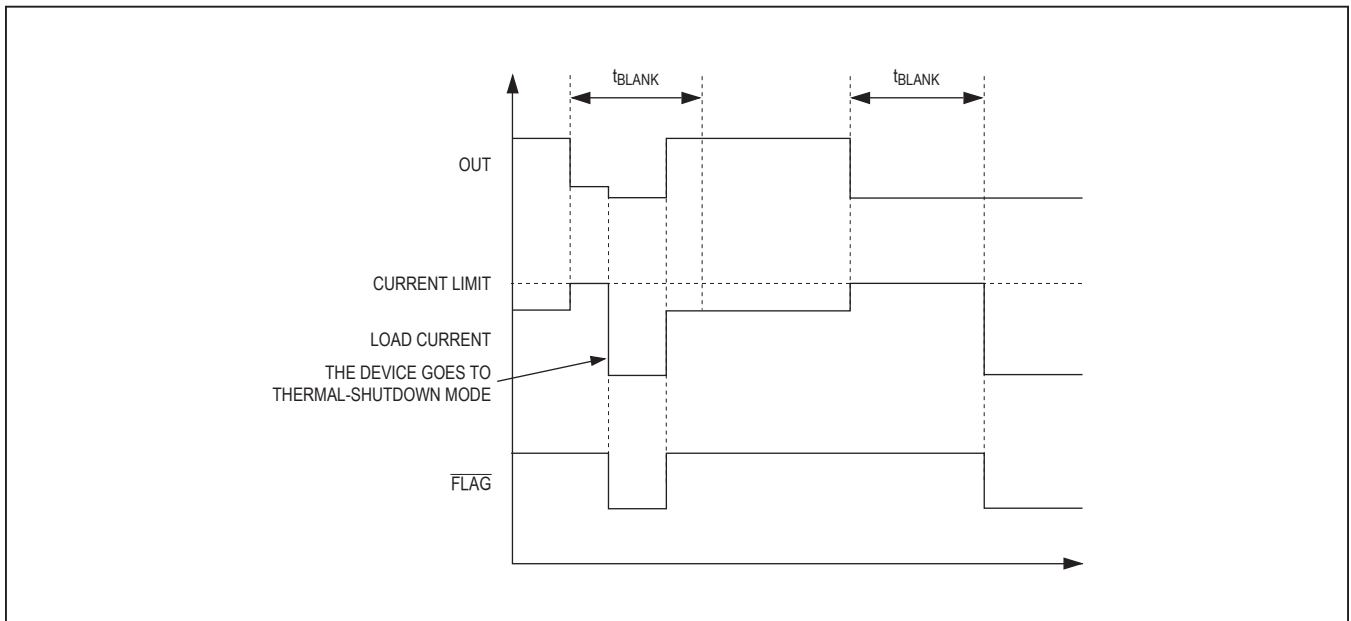 tBLANK
tBLANK
OUT
CURRENT LIMIT
LOAD CURRENT
THE DEVICE GOES TO
THERMAL-SHUTDOWN MODE
FLAG